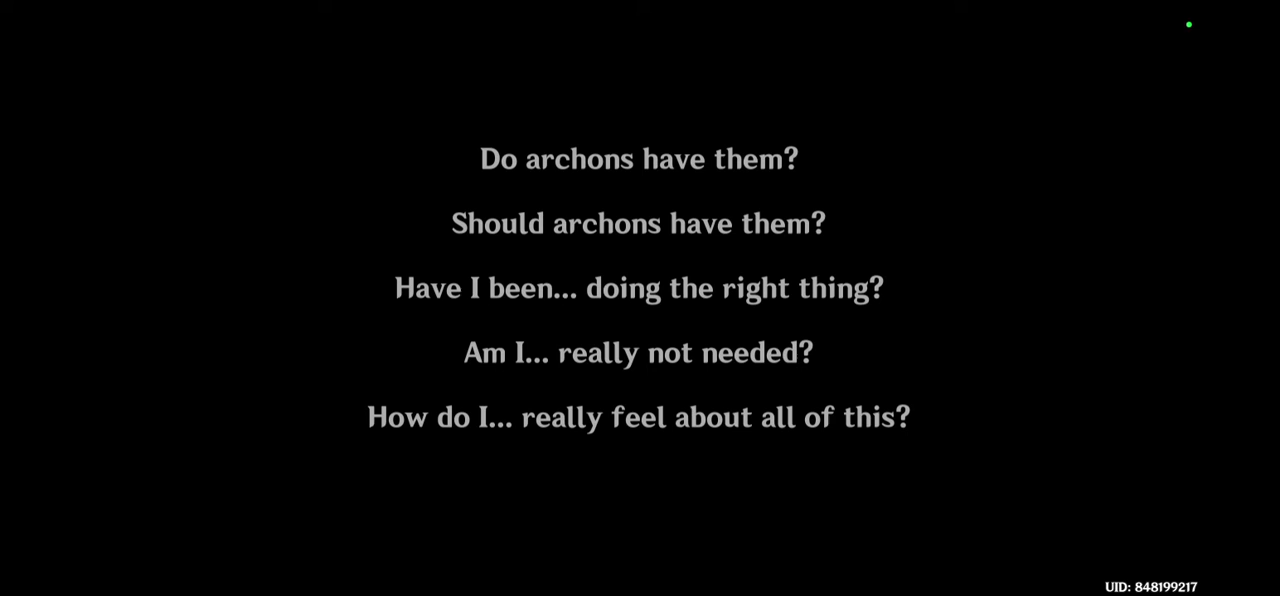 Do archons have them?
Should archons have them?
Have I been... doing the right thing?
Am I... really not needed?
How do I... really feel about all of this?
UID: 848199217